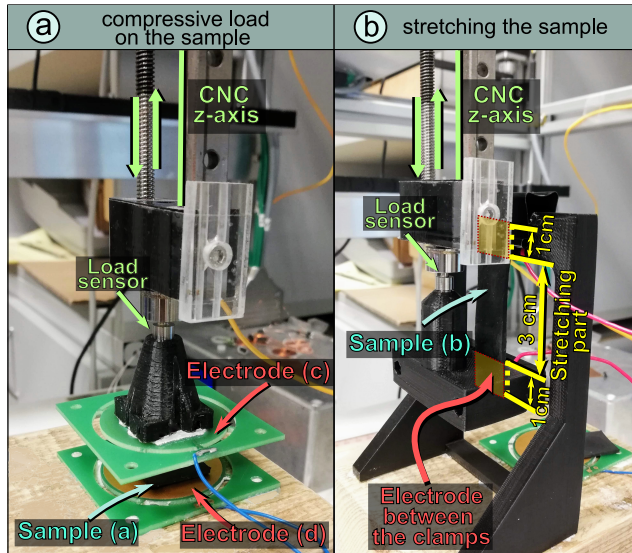 a
compressive load
on the sample
CNC
z-axis
Load
sensor
Electrode (c)
Sample (a)
Electrode (d)
b
stretching the sample
CNC
z-axis
Load
sensor
1cm
3 cm
Stretching
part
Sample (b)
1cm
Electrode
between
the clamps